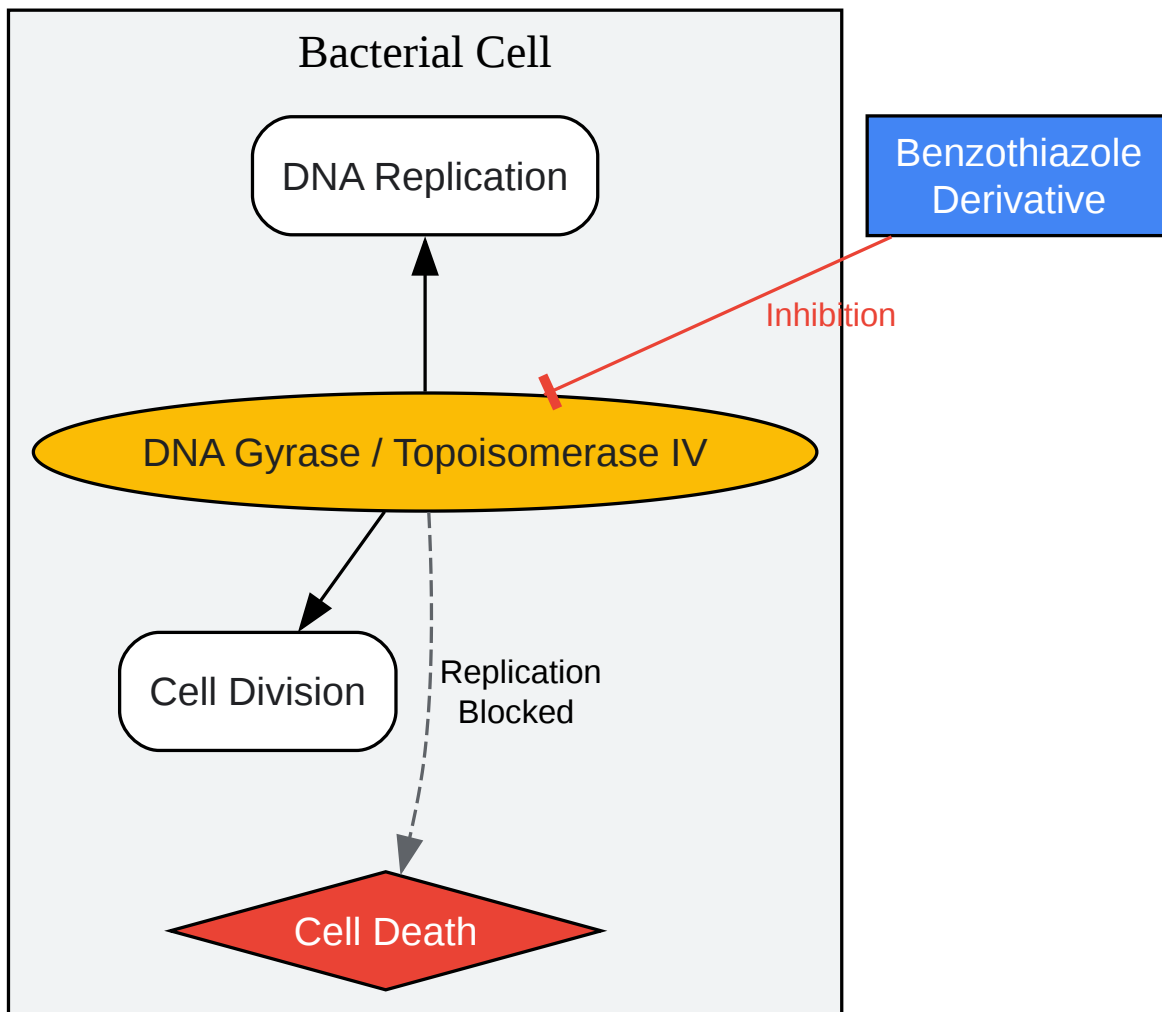 Bacterial Cell
DNA Replication
Benzothiazole
Derivative
Inhibition
DNA Gyrase / Topoisomerase IV
Cell Division
Replication
Blocked
Cell Death